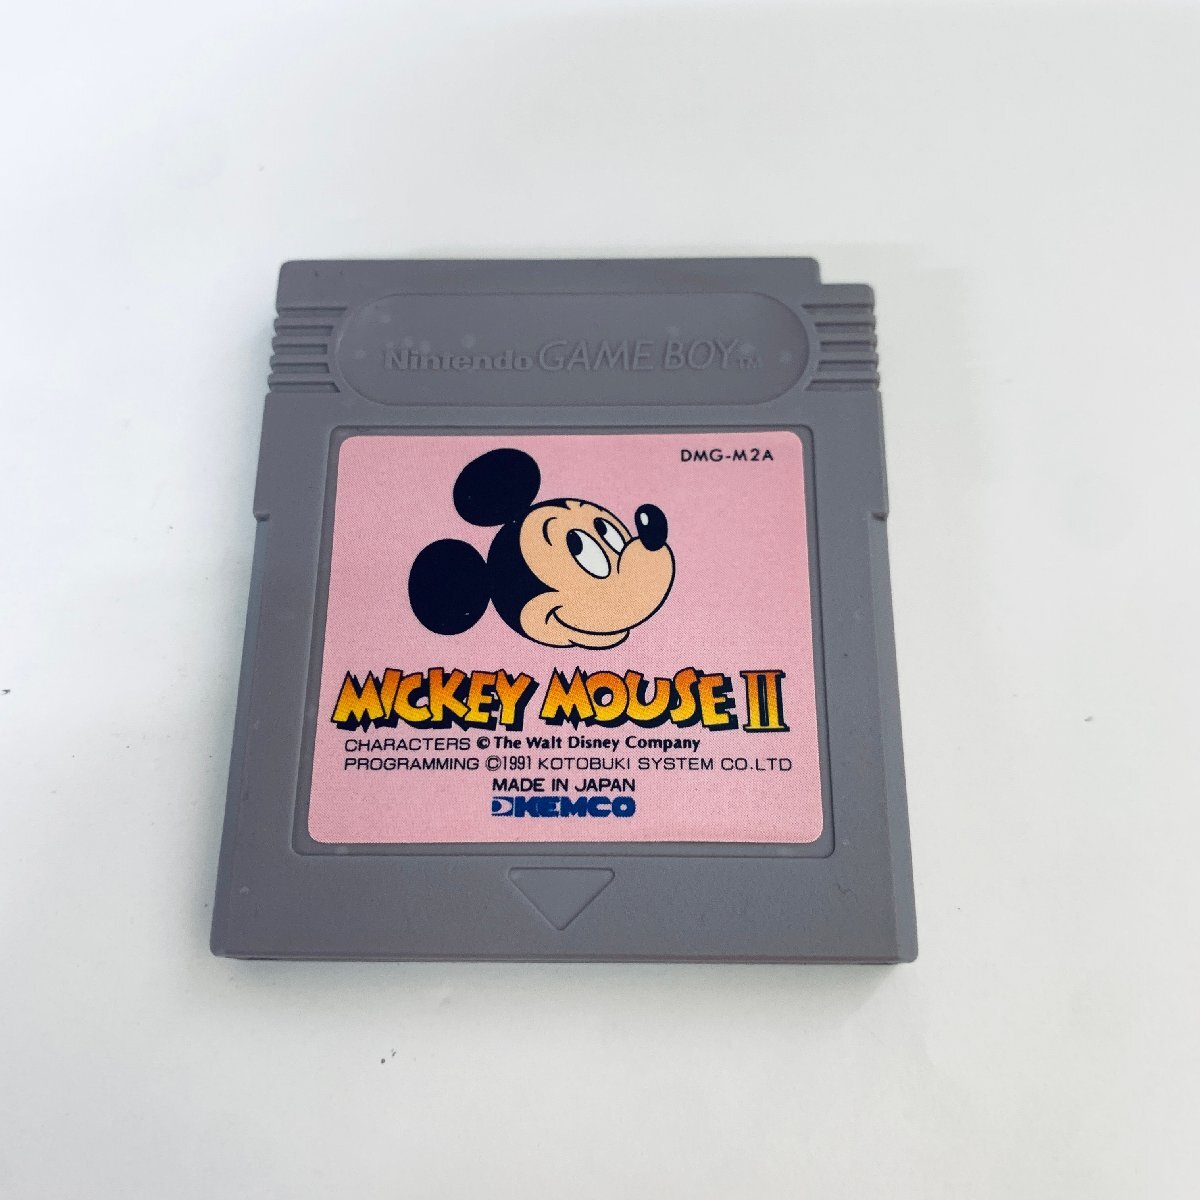 Nintendo GAME BOY™
DMG-M2A
MICKEY MOUSE II
CHARACTERS © The Walt Disney Company
PROGRAMMING ©1991 KOTOBUKI SYSTEM CO.LTD
MADE IN JAPAN
KEMCO